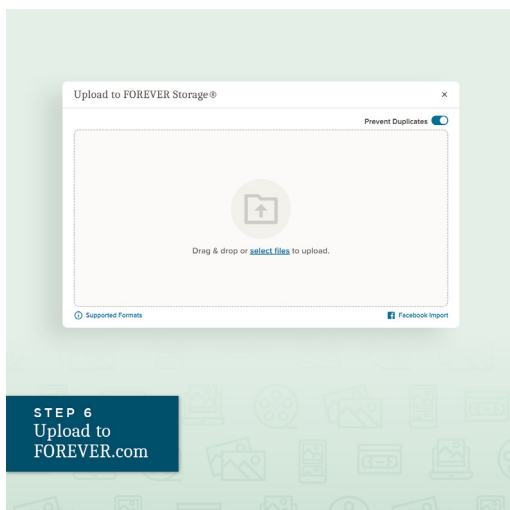 Upload to FOREVER Storage®
×
Prevent Duplicates
Drag & drop or select files to upload.
Supported Formats
Facebook Import
STEP 6
Upload to
FOREVER.com